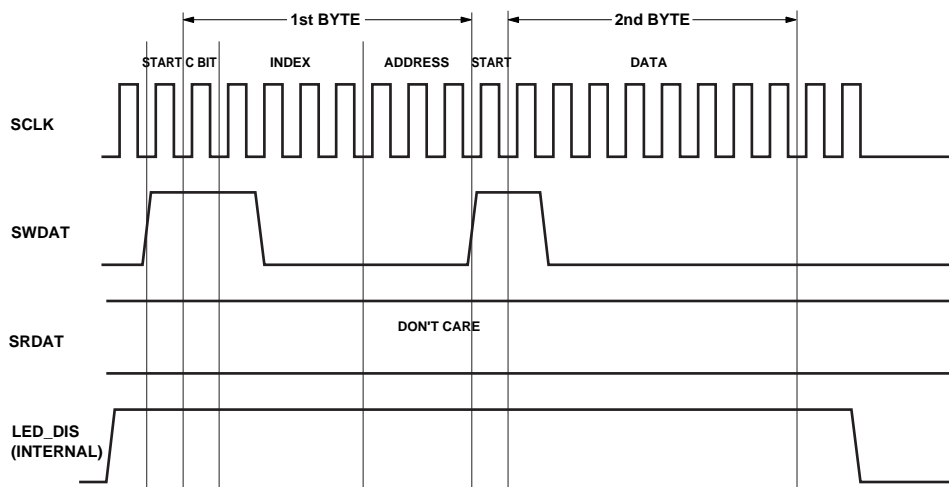 1st BYTE 2nd BYTE
START C BIT INDEX ADDRESS START DATA
SCLK
SWDAT
DON'T CARE
SRDAT
LED_DIS
(INTERNAL)